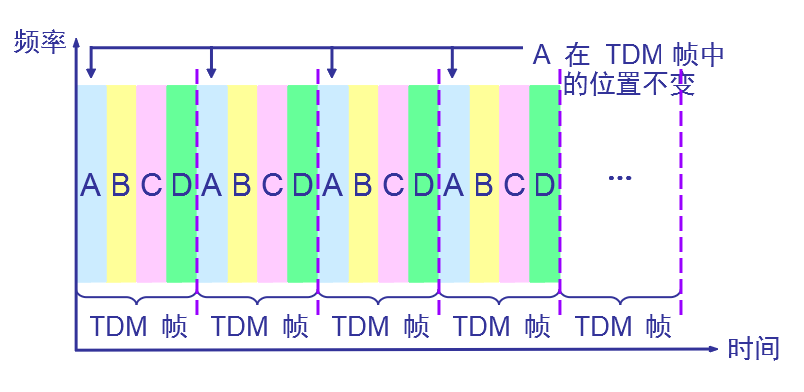 频率
A 在 TDM 帧中
的位置不变
A B C D A B C D A B C D A B C D ...
TDM 帧 TDM 帧 TDM 帧 TDM 帧 TDM 帧
时间